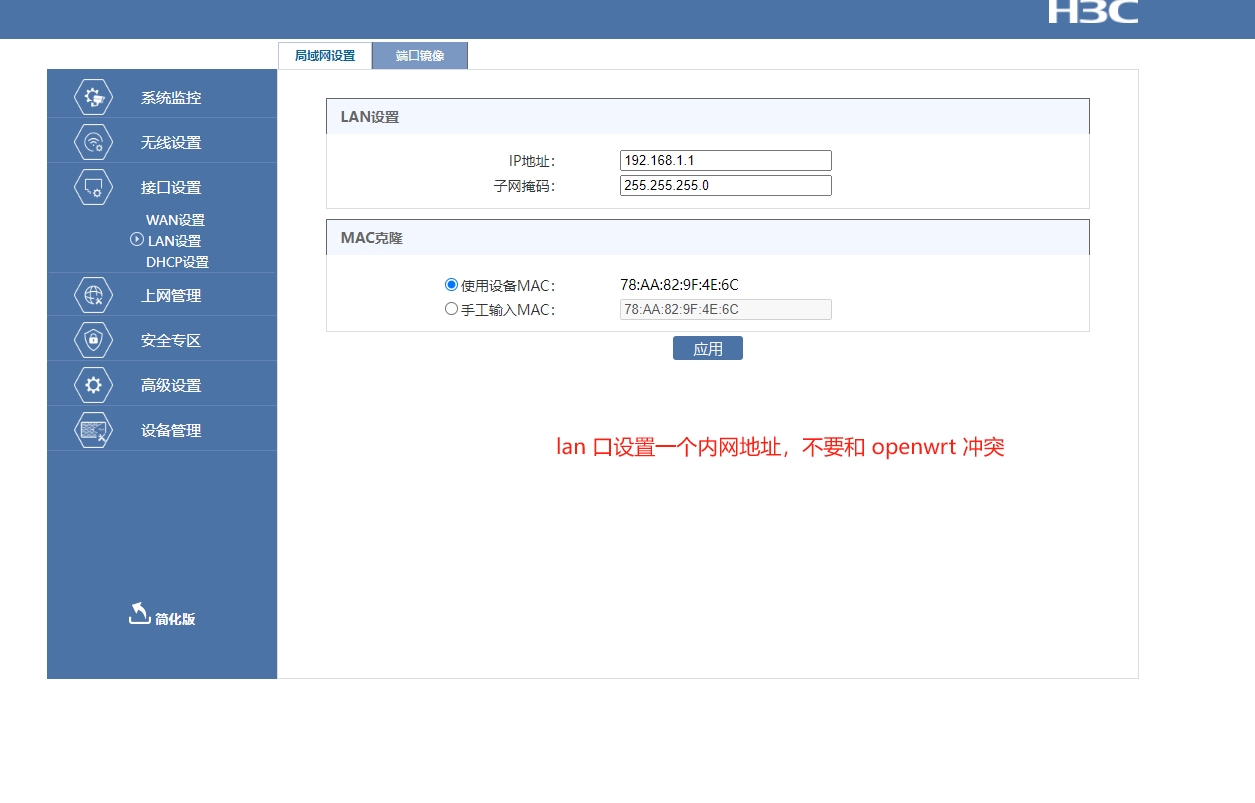 H3C
局域网设置
端口镜像
系统监控
无线设置
接口设置
WAN设置
LAN设置
DHCP设置
上网管理
安全专区
高级设置
设备管理
简化版
LAN设置
IP地址： 192.168.1.1
子网掩码： 255.255.255.0
MAC克隆
使用设备MAC： 78:AA:82:9F:4E:6C
手工输入MAC： 78:AA:82:9F:4E:6C
应用
lan 口设置一个内网地址，不要和 openwrt 冲突